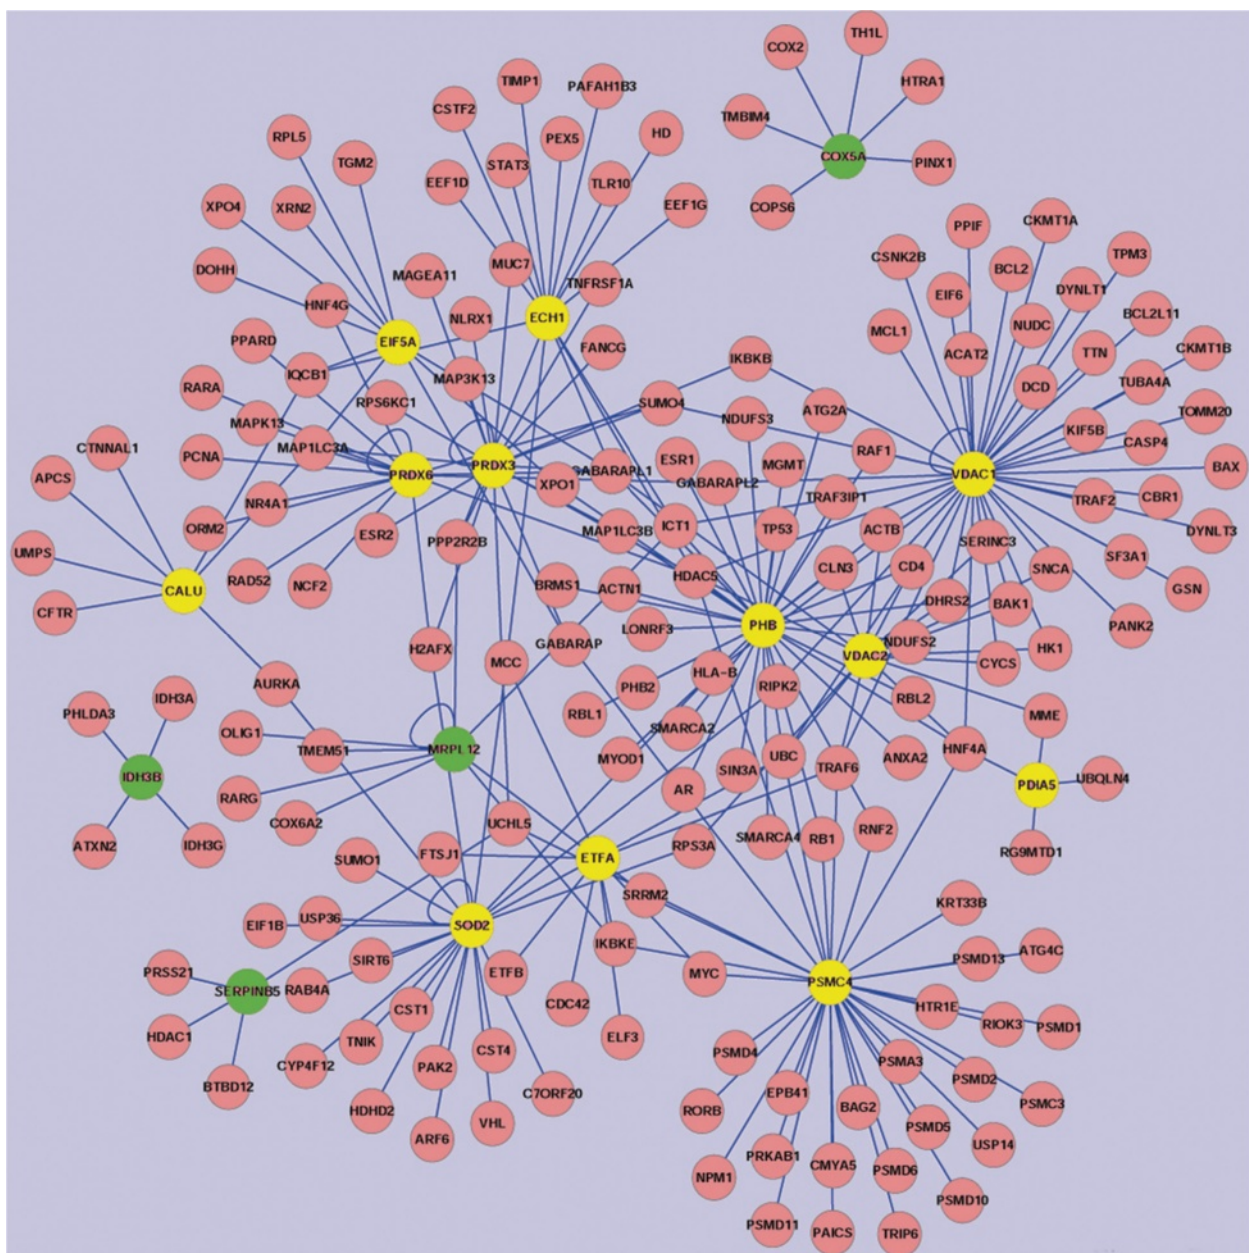 COX2
TH1L
TIMP1
PAFAH1B3
HTRA1
CSTF2
TMBIM4
RPL5
PEX5
HD
TGM2
STAT3
COX5A
PINX1
EEF1D
TLR10
XPO4
XRN2
EEF1G
COPS6
CKMT1A
PPIF
CSNK2B
TPM3
DOHH
MAGEA11
MUC7
BCL2
TNFRSF1A
EIF6
DYNLT1
HNF4G
BCL2L11
NLRX1
ECH1
MCL1
NUDC
PPARD
EIF5A
FANCG
ACAT2
TTN
CKMT1B
IKBKB
IQCB1
MAP3K13
DCD
TUBA4A
RARA
RPS6KC1
SUMO4
ATG2A
TOMM20
MAPK13
NDUFS3
KIF5B
CASP4
MAP1LC3A
CTNNAL1
PCNA
RAF1
ESR1
MGMT
BAX
APCS
PRDX6
PRDX3
GABARAPL1
VDAC1
XPO1
GABARAPL2
TRAF2
CBR1
TRAF3IP1
NR4A1
ICT1
ORM2
MAP1LC3B
TP53
ACTB
DYNLT3
ESR2
PPP2R2B
SERINC3
UMPS
SF3A1
CLN3
CD4
SNCA
RAD52
NCF2
HDAC5
BRMS1
ACTN1
GSN
CALU
DHRS2
BAK1
CFTR
PHB
LONRF3
PANK2
H2AFX
GABARAP
NDUFS2
HK1
MCC
VDAC2
CYCS
HLA-B
AURKA
PHB2
RIPK2
PHLDA3
IDH3A
RBL2
RBL1
MME
SMARCA2
OLIG1
TMEM51
MRPL12
MYOD1
UBC
ANXA2
HNF4A
IDH3B
SIN3A
TRAF6
PDIA5
UBQLN4
AR
RARG
COX6A2
UCHL5
RNF2
SMARCA4
RB1
ATXN2
IDH3G
FTSJ1
RPS3A
RG9MTD1
SUMO1
ETFA
SRRM2
KRT33B
EIF1B
USP36
SOD2
IKBKE
PSMD13
ATG4C
SIRT6
PRSS21
ETFB
MYC
PSMC4
SERPINB5
RAB4A
HTR1E
CST1
CDC42
RIOK3
PSMD1
HDAC1
TNIK
ELF3
PSMD4
CST4
CYP4F12
PSMA3
PAK2
BTBD12
PSMD2
C7ORF20
EPB41
HDHD2
PSMC3
RORB
BAG2
VHL
PSMD5
ARF6
USP14
PRKAB1
CMYA5
NPM1
PSMD6
PSMD10
PSMD11
PAICS
TRIP6